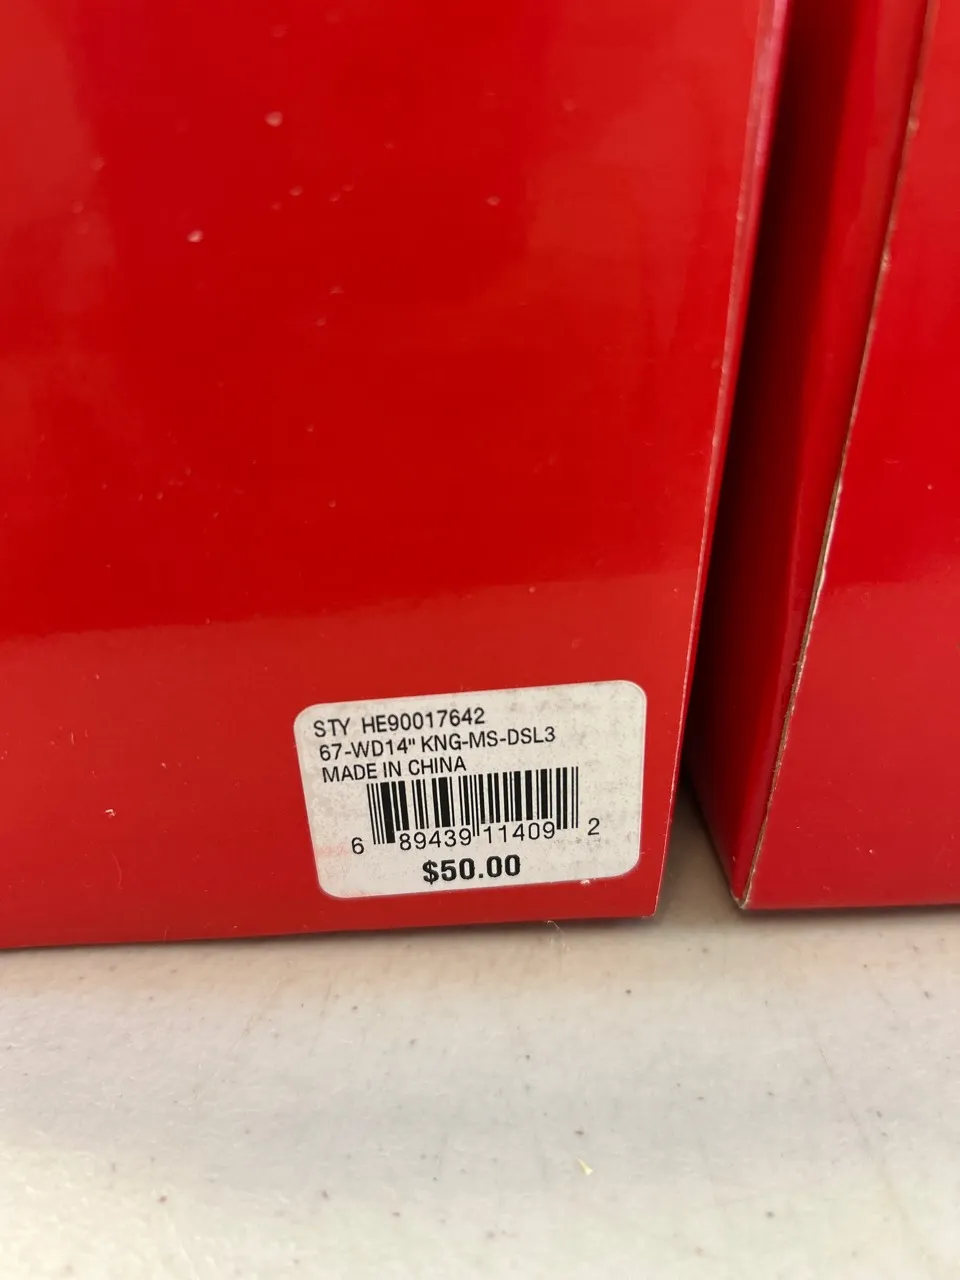 STY HE90017642
67-WD14" KNG-MS-DSL3
MADE IN CHINA
6 89439 11409 2
$50.00